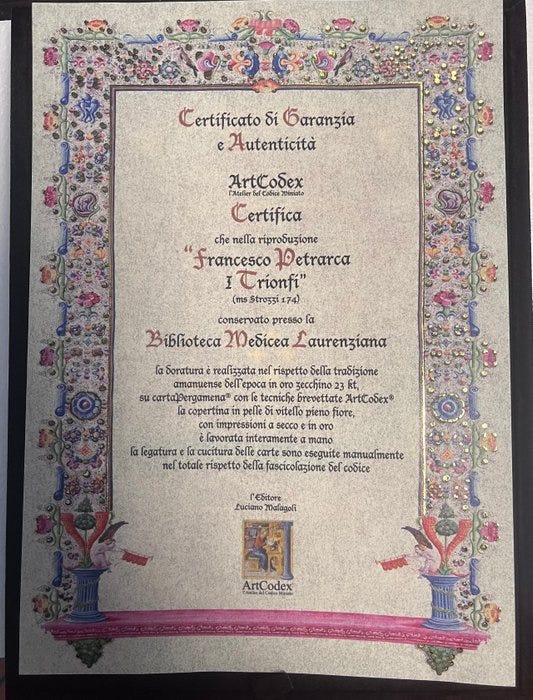 Certificato di Garanzia
e Autenticità
ArtCodex
l'Atelier del Codice Miniato
Certifica
che nella riproduzione
"Francesco Petrarca
I Trionfi"
(ms Strozzi 174)
conservato presso la
Biblioteca Medicea Laurenziana
la doratura è realizzata nel rispetto della tradizione
amanuense dell'epoca in oro zecchino 23 kt,
su cartaPergamena® con le tecniche brevettate ArtCodex®
la copertina in pelle di vitello pieno fiore,
con impressioni a secco e in oro
è lavorata interamente a mano
la legatura e la cucitura delle carte sono eseguite manualmente
nel totale rispetto della fascicolazione del codice
l'Editore
Luciano Malagoli
ArtCodex
l'Atelier del Codice Miniato